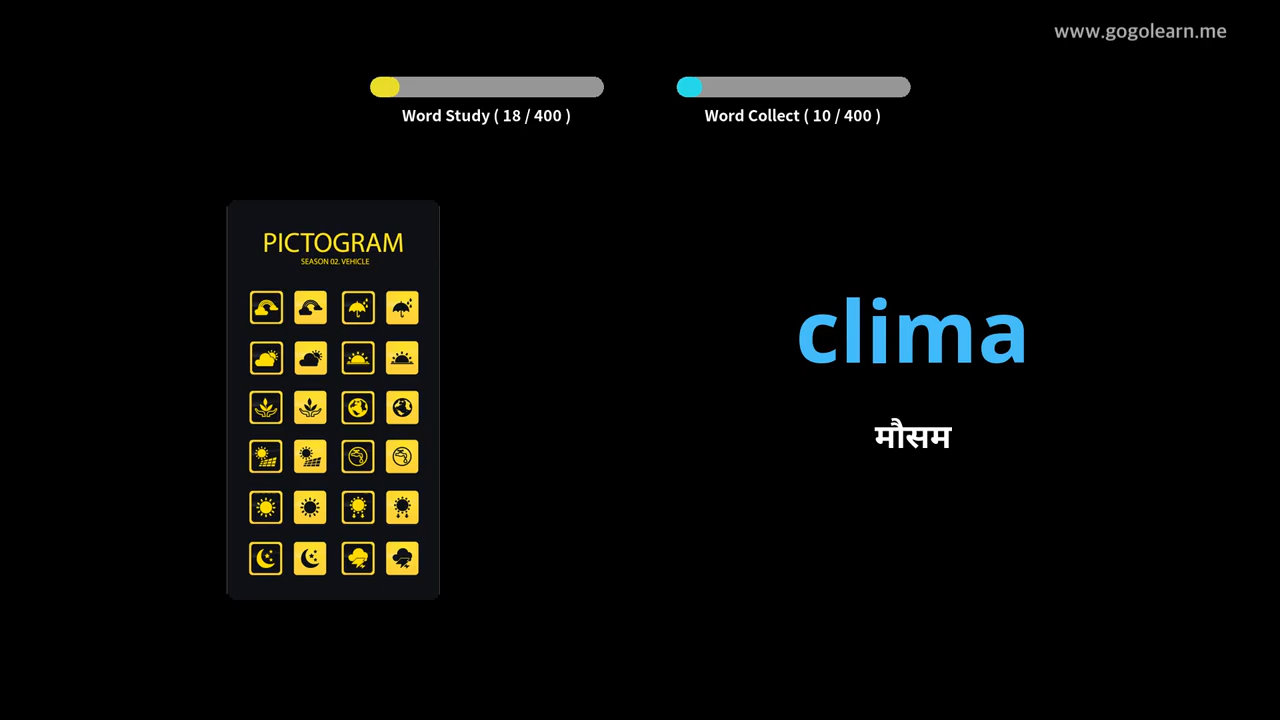 www.gogolearn.me
Word Study ( 18 / 400 )
Word Collect ( 10 / 400 )
PICTOGRAM
SEASON 02. VEHICLE
clima
मौसम